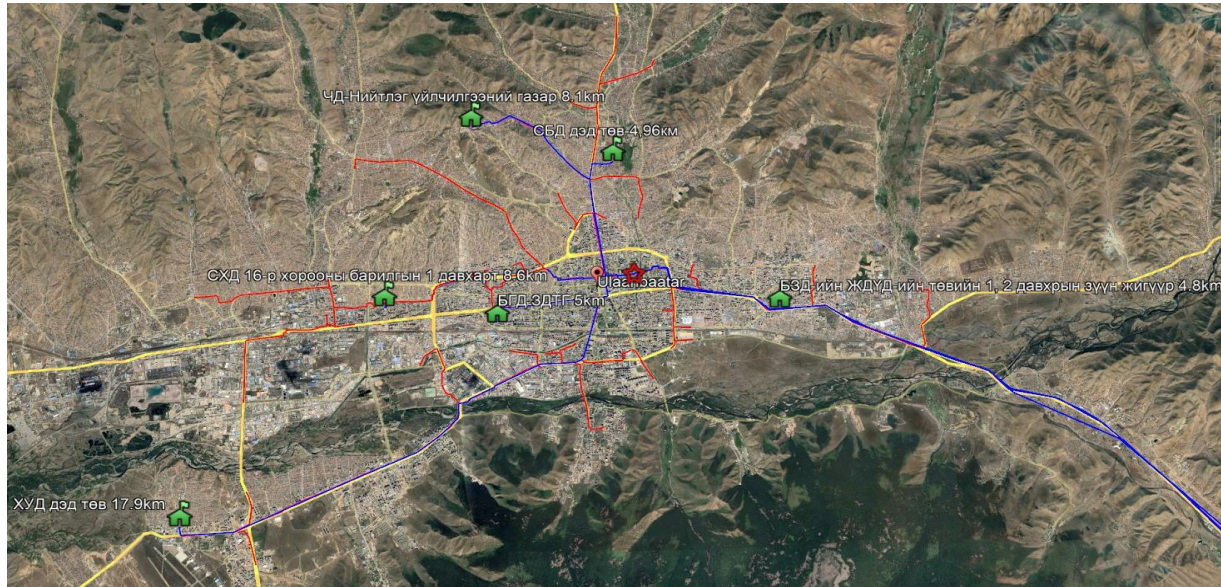 ЧД-Нийтлэг үйлчилгээний газар 8.1km
СБД дэд төв-4,96км
СХД 16-р хорооны барилгын 1 давхарт 8-6km
Ulaanbaatar
БГД-ЗДТГ-5km
БЗД-ийн ЖДҮД-ийн төвийн 1, 2 давхрын зүүн жигүүр 4.8km
ХУД дэд төв 17.9km